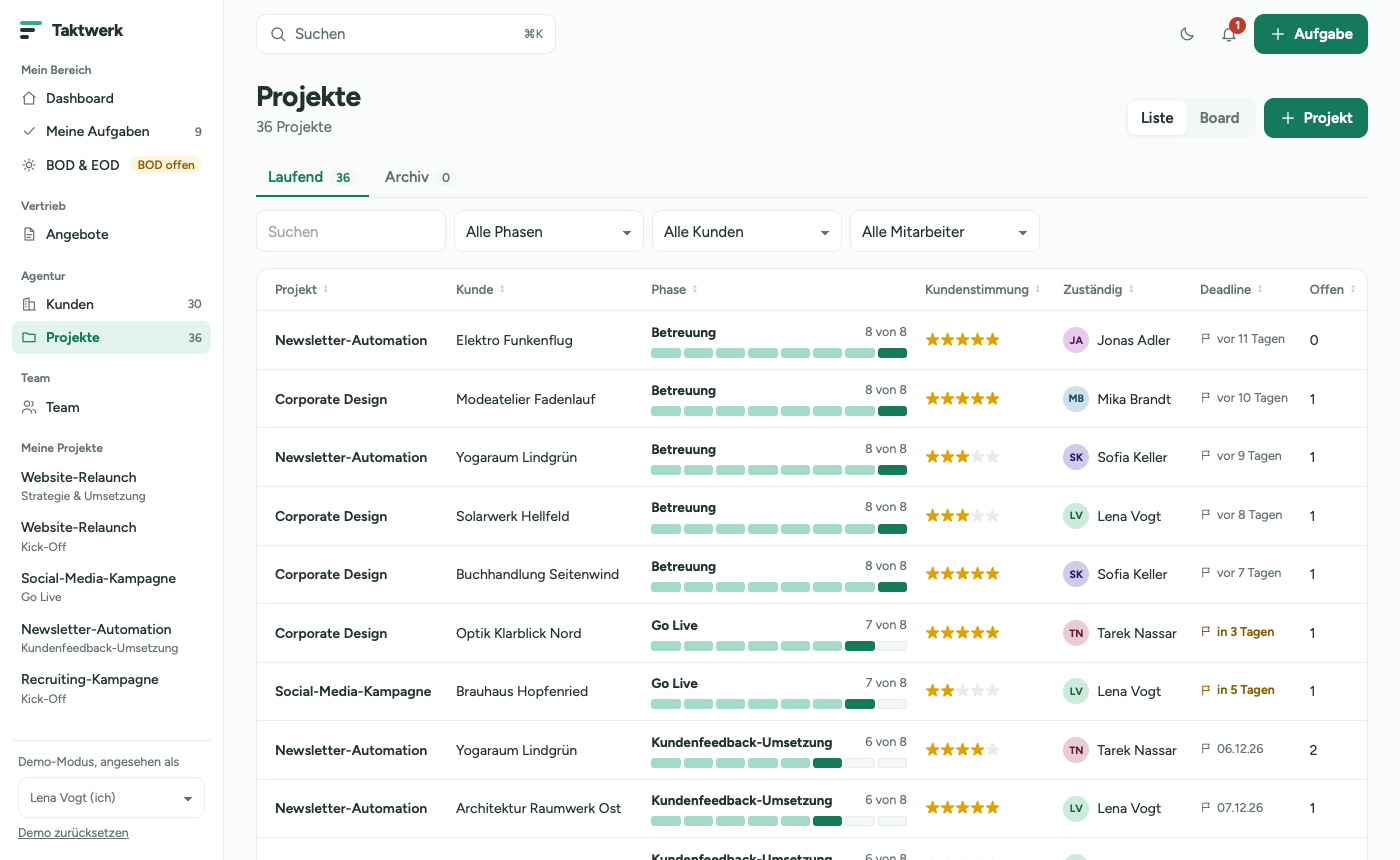 Taktwerk
Mein Bereich
Dashboard
Meine Aufgaben 9
BOD & EOD BOD offen
Vertrieb
Angebote
Agentur
Kunden 30
Projekte 36
Team
Team
Meine Projekte
Website-Relaunch
Strategie & Umsetzung
Website-Relaunch
Kick-Off
Social-Media-Kampagne
Go Live
Newsletter-Automation
Kundenfeedback-Umsetzung
Recruiting-Kampagne
Kick-Off
Demo-Modus, angesehen als
Lena Vogt (ich)
Demo zurücksetzen
Suchen ⌘K
1
+ Aufgabe
Projekte
36 Projekte
Liste Board
+ Projekt
Laufend 36 Archiv 0
Suchen Alle Phasen Alle Kunden Alle Mitarbeiter
Projekt Kunde Phase Kundenstimmung Zuständig Deadline Offen
Newsletter-Automation Elektro Funkenflug Betreuung 8 von 8 JA Jonas Adler vor 11 Tagen 0
Corporate Design Modeatelier Fadenlauf Betreuung 8 von 8 MB Mika Brandt vor 10 Tagen 1
Newsletter-Automation Yogaraum Lindgrün Betreuung 8 von 8 SK Sofia Keller vor 9 Tagen 1
Corporate Design Solarwerk Hellfeld Betreuung 8 von 8 LV Lena Vogt vor 8 Tagen 1
Corporate Design Buchhandlung Seitenwind Betreuung 8 von 8 SK Sofia Keller vor 7 Tagen 1
Corporate Design Optik Klarblick Nord Go Live 7 von 8 TN Tarek Nassar in 3 Tagen 1
Social-Media-Kampagne Brauhaus Hopfenried Go Live 7 von 8 LV Lena Vogt in 5 Tagen 1
Newsletter-Automation Yogaraum Lindgrün Kundenfeedback-Umsetzung 6 von 8 TN Tarek Nassar 06.12.26 2
Newsletter-Automation Architektur Raumwerk Ost Kundenfeedback-Umsetzung 6 von 8 LV Lena Vogt 07.12.26 1
Kundenfeedback-Umsetzung 6 von 8